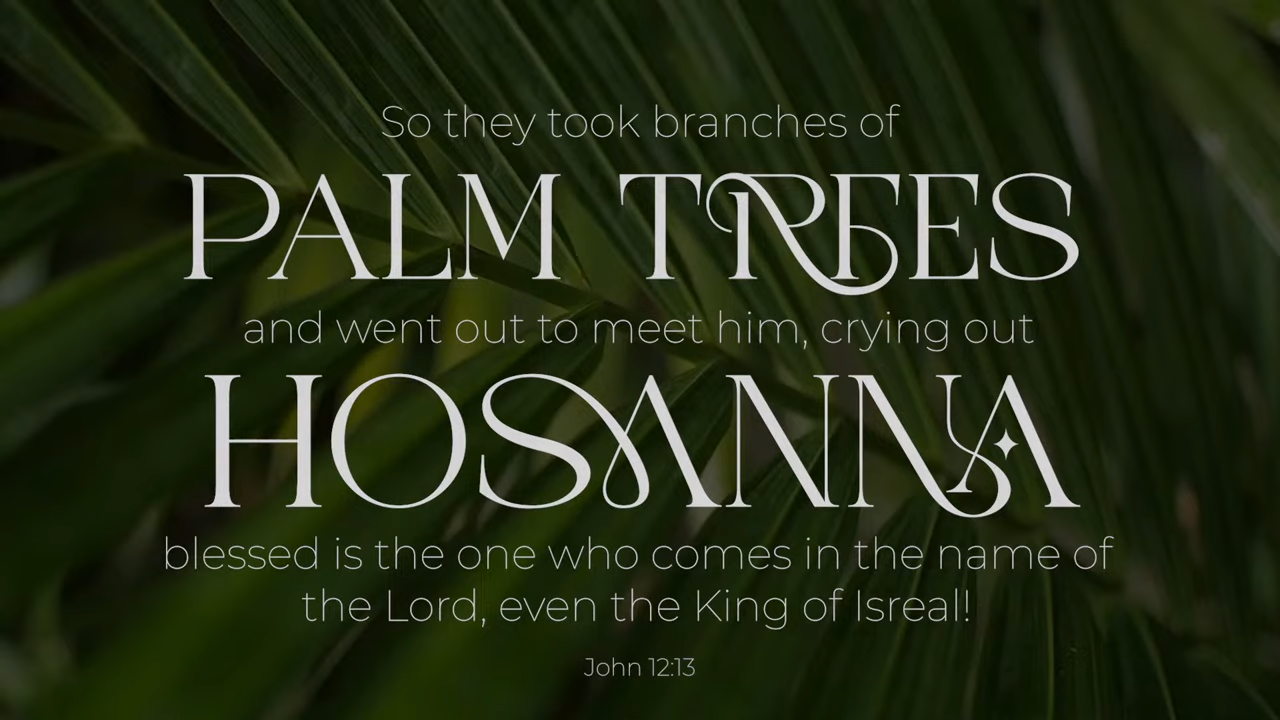 So they took branches of
PALM TREES
and went out to meet him, crying out
HOSANNA
blessed is the one who comes in the name of
the Lord, even the King of Isreal!
John 12:13